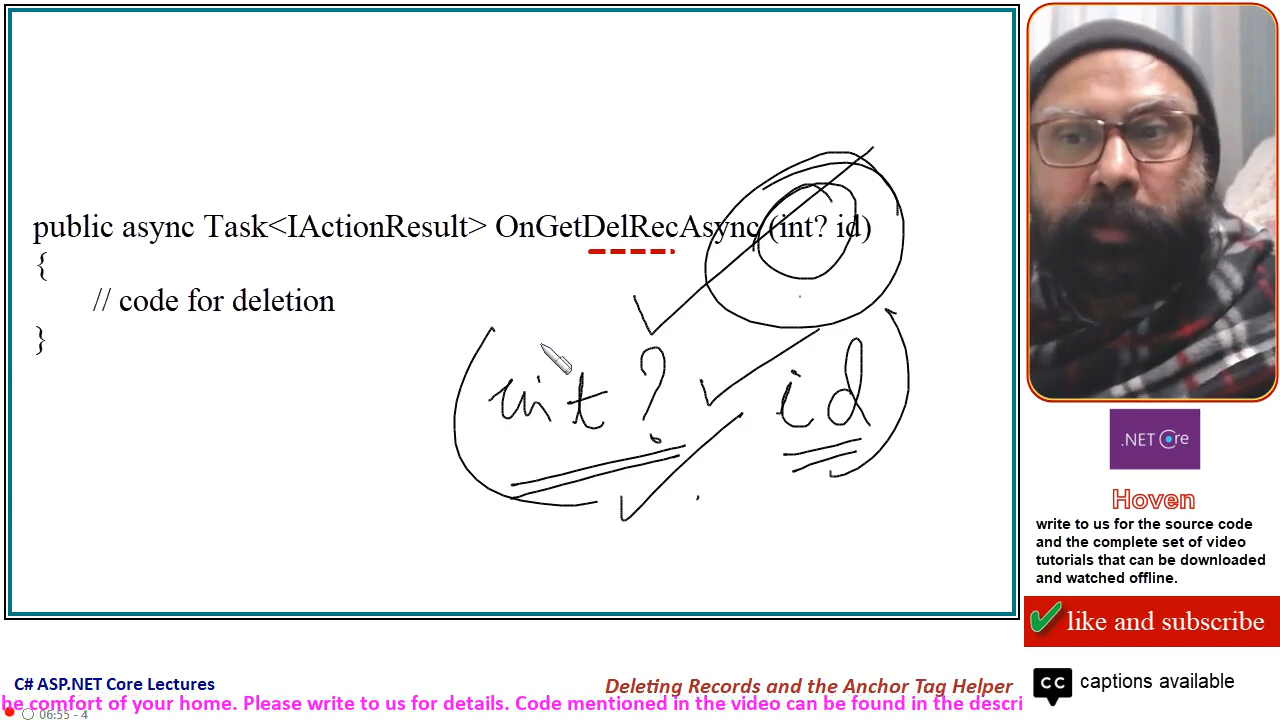 public async Task<IActionResult> OnGetDelRecAsync (int? id)
{
// code for deletion
}
int ? id
.NET Core
Hoven
write to us for the source code
and the complete set of video
tutorials that can be downloaded
and watched offline.
like and subscribe
CC captions available
C# ASP.NET Core Lectures
Deleting Records and the Anchor Tag Helper
he comfort of your home. Please write to us for details. Code mentioned in the video can be found in the descri
06:55 - 4